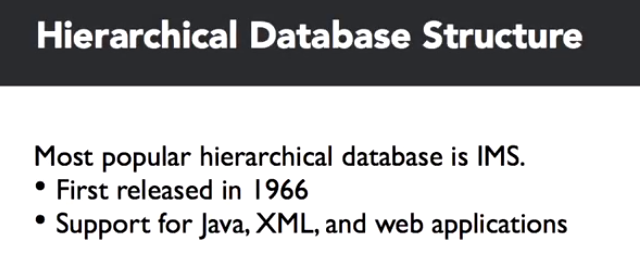 Hierarchical Database Structure
Most popular hierarchical database is IMS.
• First released in 1966
• Support for Java, XML, and web applications